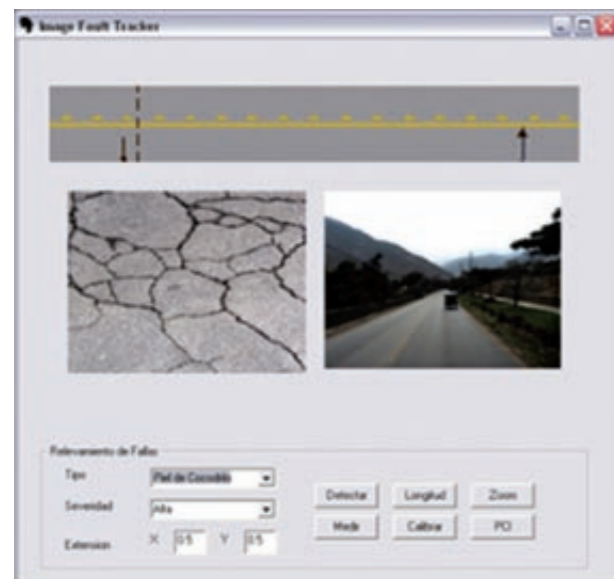 Image Fault Tracker
Relevamiento de Fallas
Tipo Piel de Cocodrilo
Severidad Alta
Extension X 0.5 Y 0.5
Detectar Longitud Zoom
Medir Calibrar PCI